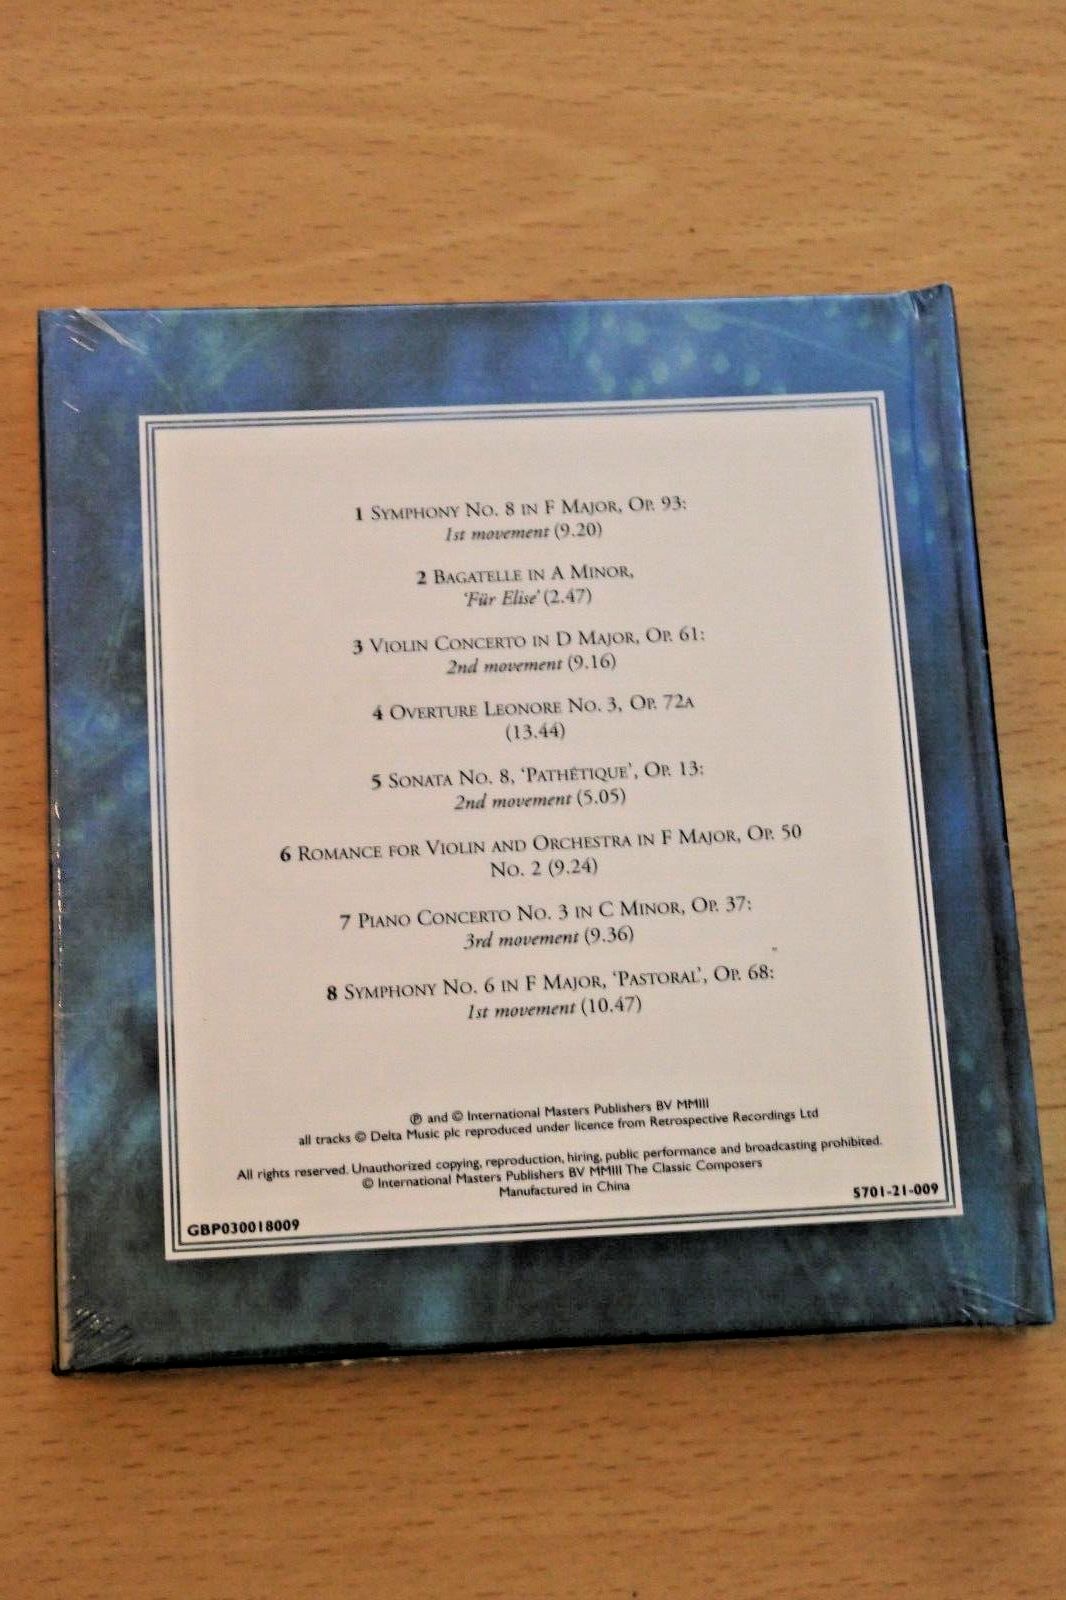 1 Symphony No. 8 in F Major, Op. 93:
1st movement (9.20)
2 Bagatelle in A Minor,
'Für Elise' (2.47)
3 Violin Concerto in D Major, Op. 61:
2nd movement (9.16)
4 Overture Leonore No. 3, Op. 72a
(13.44)
5 Sonata No. 8, 'Pathétique', Op. 13:
2nd movement (5.05)
6 Romance for Violin and Orchestra in F Major, Op. 50
No. 2 (9.24)
7 Piano Concerto No. 3 in C Minor, Op. 37:
3rd movement (9.36)
8 Symphony No. 6 in F Major, 'Pastoral', Op. 68:
1st movement (10.47)
℗ and © International Masters Publishers BV MMIII
all tracks © Delta Music plc reproduced under licence from Retrospective Recordings Ltd
All rights reserved. Unauthorized copying, reproduction, hiring, public performance and broadcasting prohibited.
© International Masters Publishers BV MMIII The Classic Composers
Manufactured in China
GBP030018009
5701-21-009